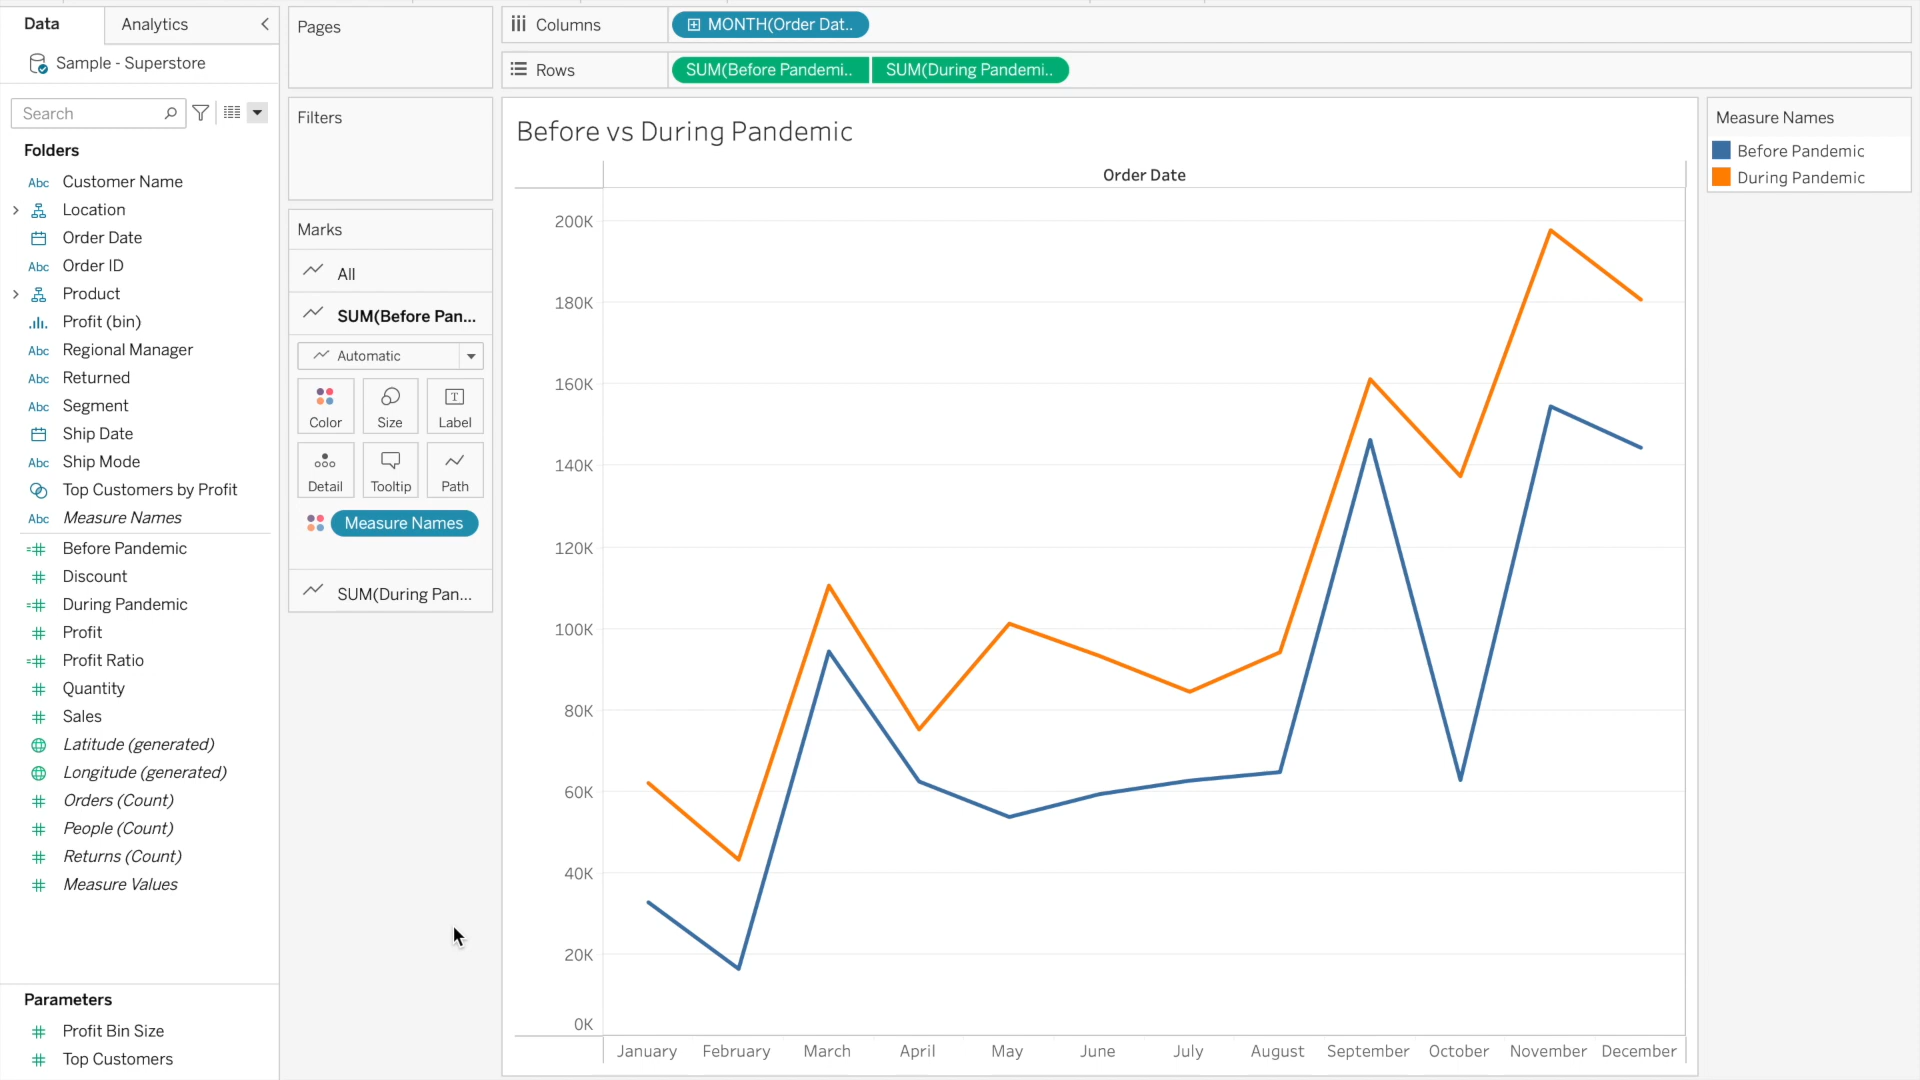 Data
Analytics
Sample - Superstore
Search
Folders
Abc Customer Name
Location
Order Date
Abc Order ID
Product
Profit (bin)
Abc Regional Manager
Abc Returned
Abc Segment
Ship Date
Abc Ship Mode
Top Customers by Profit
Abc Measure Names
=# Before Pandemic
# Discount
=# During Pandemic
# Profit
=# Profit Ratio
# Quantity
# Sales
Latitude (generated)
Longitude (generated)
# Orders (Count)
# People (Count)
# Returns (Count)
# Measure Values
Parameters
# Profit Bin Size
# Top Customers
Pages
Filters
Marks
All
SUM(Before Pan...
Automatic
Color Size Label
Detail Tooltip Path
Measure Names
SUM(During Pan...
Columns MONTH(Order Dat..
Rows SUM(Before Pandemi.. SUM(During Pandemi..
Before vs During Pandemic
Order Date
200K
180K
160K
140K
120K
100K
80K
60K
40K
20K
0K
January February March April May June July August September October November December
Measure Names
Before Pandemic
During Pandemic